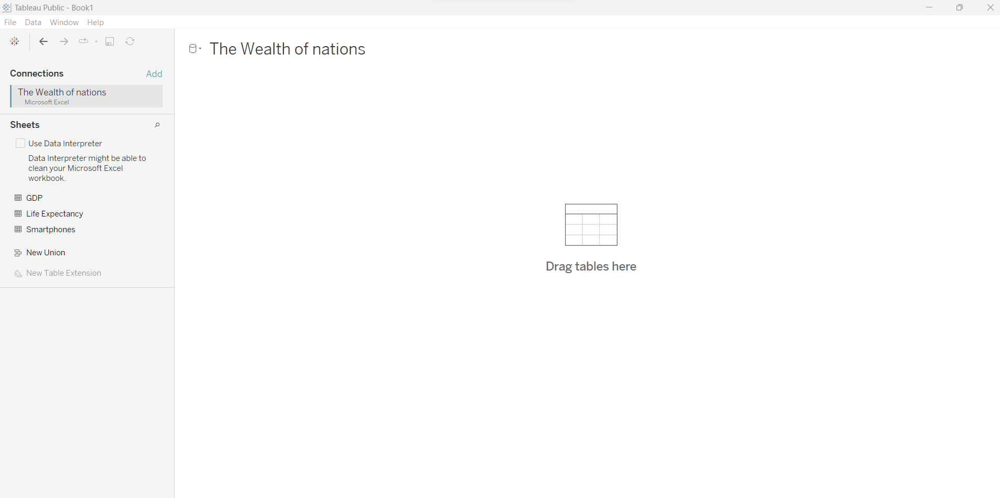 Tableau Public - Book1
File Data Window Help
The Wealth of nations
Connections Add
The Wealth of nations
Microsoft Excel
Sheets
Use Data Interpreter
Data Interpreter might be able to
clean your Microsoft Excel
workbook.
GDP
Life Expectancy
Smartphones
New Union
New Table Extension
Drag tables here